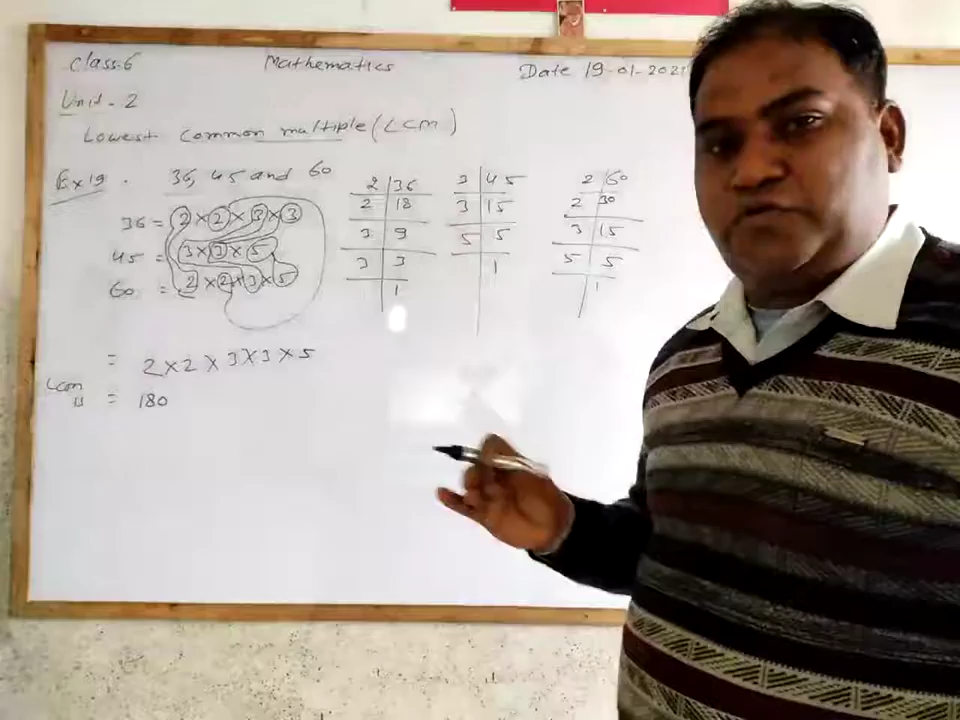 Class-6 Mathematics Date 19-01-2021
Unit-2
Lowest common multiple (LCM)
Ex 19. 36, 45 and 60
36 = 2 × 2 × 3 × 3
45 = 3 × 3 × 5
60 = 2 × 2 × 3 × 5
= 2 × 2 × 3 × 3 × 5
LCM
is = 180
2 | 36
2 | 18
3 | 9
3 | 3
1
3 | 45
3 | 15
5 | 5
1
2 | 60
2 | 30
3 | 15
5 | 5
1